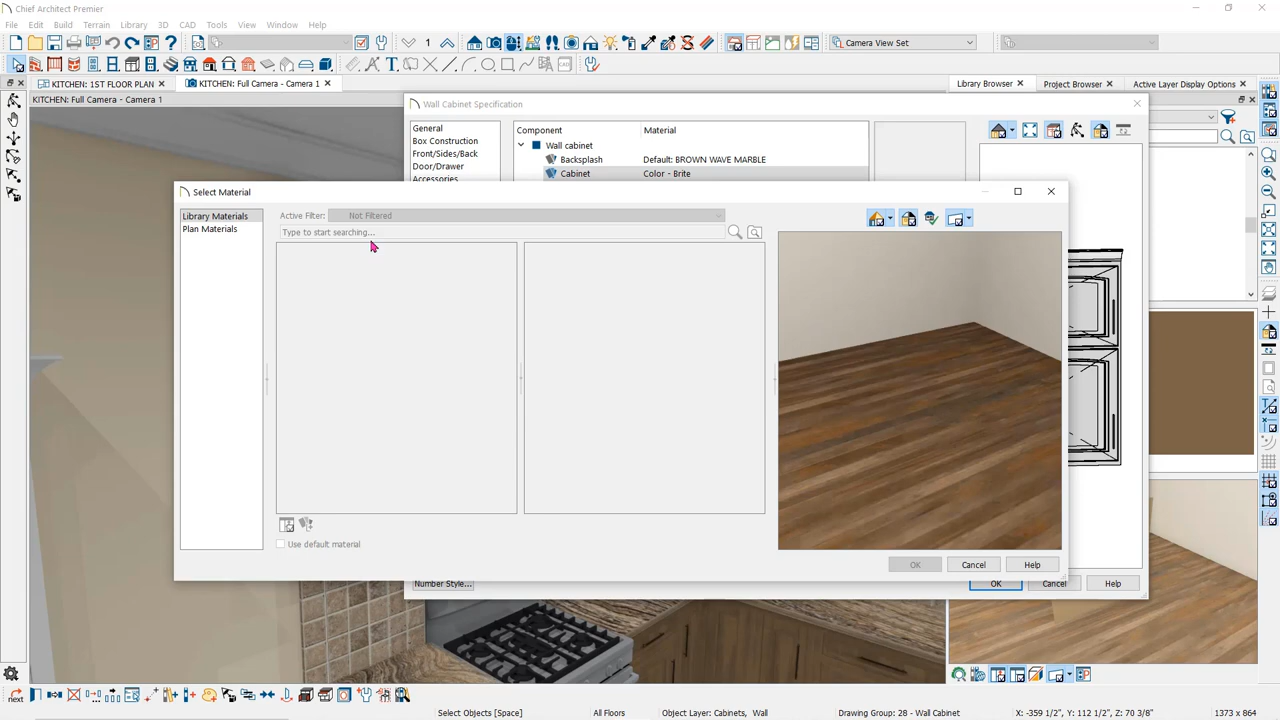 Chief Architect Premier
File Edit Build Terrain Library 3D CAD Tools View Window Help
1
Camera View Set
KITCHEN: 1ST FLOOR PLAN
KITCHEN: Full Camera - Camera 1
Library Browser
Project Browser
Active Layer Display Options
KITCHEN: Full Camera - Camera 1
Wall Cabinet Specification
General
Box Construction
Front/Sides/Back
Door/Drawer
Accessories
Component Material
Wall cabinet
Backsplash Default: BROWN WAVE MARBLE
Cabinet Color - Brite
Select Material
Library Materials
Plan Materials
Active Filter: Not Filtered
Type to start searching...
Use default material
OK Cancel Help
Number Style...
OK Cancel Help
next
Select Objects [Space]
All Floors
Object Layer: Cabinets, Wall
Drawing Group: 28 - Wall Cabinet
X: -359 1/2", Y: 112 1/2", Z: 70 3/8"
1373 x 864